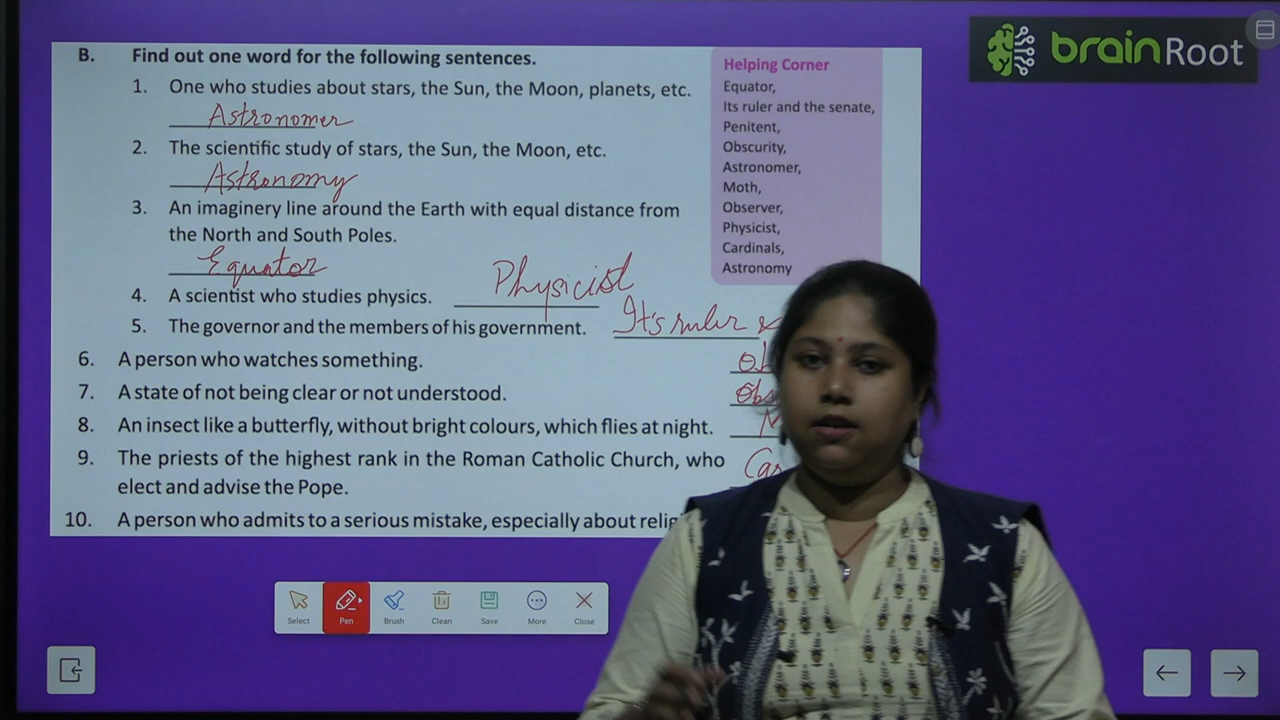 brainRoot
B. Find out one word for the following sentences.
1. One who studies about stars, the Sun, the Moon, planets, etc.
Astronomer
2. The scientific study of stars, the Sun, the Moon, etc.
Astronomy
3. An imaginery line around the Earth with equal distance from
the North and South Poles.
Equator
4. A scientist who studies physics. Physicist
5. The governor and the members of his government. It's ruler &
6. A person who watches something.
7. A state of not being clear or not understood.
8. An insect like a butterfly, without bright colours, which flies at night.
9. The priests of the highest rank in the Roman Catholic Church, who
elect and advise the Pope.
10. A person who admits to a serious mistake, especially about
Helping Corner
Equator,
Its ruler and the senate,
Penitent,
Obscurity,
Astronomer,
Moth,
Observer,
Physicist,
Cardinals,
Astronomy
Select Pen Brush Clean Save More Close